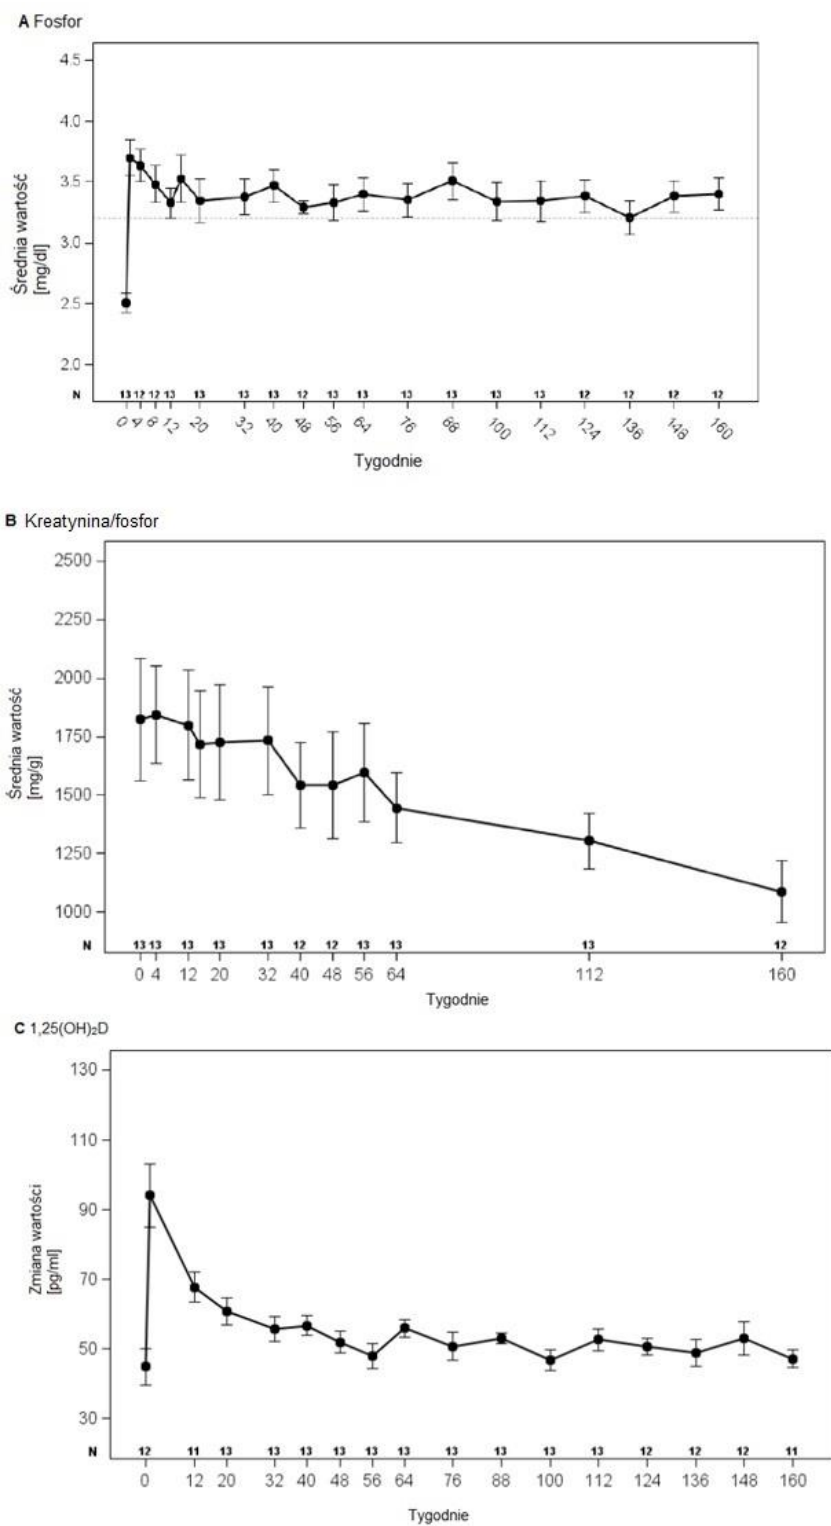 A Fosfor
4.5
4.0
3.5
3.0
2.5
2.0
Średnia wartość
[mg/dl]
N 13 12 12 13 13 13 13 12 13 13 13 13 13 13 12 12 12 12
0 4 8 12 20 32 40 48 56 64 76 88 100 112 124 136 148 160
Tygodnie
B Kreatynina/fosfor
2500
2250
2000
1750
1500
1250
1000
Średnia wartość
[mg/g]
N 13 13 13 13 13 12 12 13 13 13 12
0 4 12 20 32 40 48 56 64 112 160
Tygodnie
C 1,25(OH)₂D
130
110
90
70
50
30
Zmiana wartości
[pg/ml]
N 12 11 13 13 13 13 13 13 13 13 13 13 12 12 12 11
0 12 20 32 40 48 56 64 76 88 100 112 124 136 148 160
Tygodnie